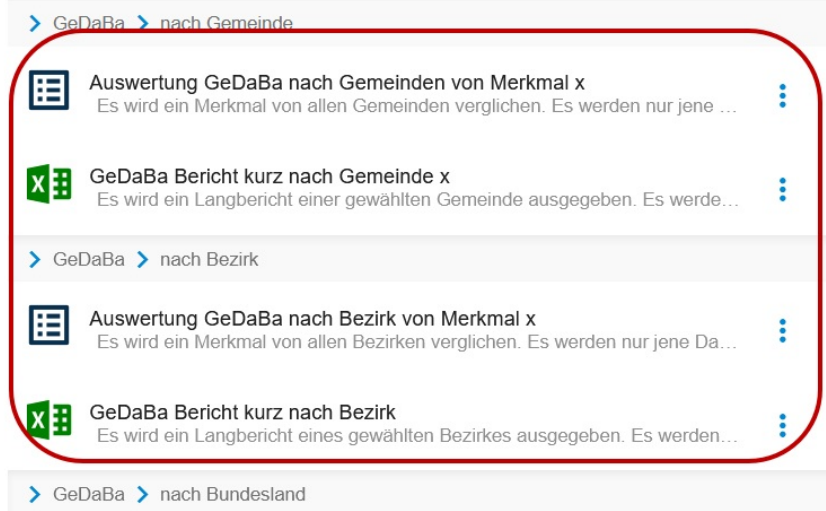 GeDaBa nach Gemeinde
Auswertung GeDaBa nach Gemeinden von Merkmal x
Es wird ein Merkmal von allen Gemeinden verglichen. Es werden nur jene …
GeDaBa Bericht kurz nach Gemeinde x
Es wird ein Langbericht einer gewählten Gemeinde ausgegeben. Es werde…
GeDaBa nach Bezirk
Auswertung GeDaBa nach Bezirk von Merkmal x
Es wird ein Merkmal von allen Bezirken verglichen. Es werden nur jene Da…
GeDaBa Bericht kurz nach Bezirk
Es wird ein Langbericht eines gewählten Bezirkes ausgegeben. Es werden…
GeDaBa nach Bundesland